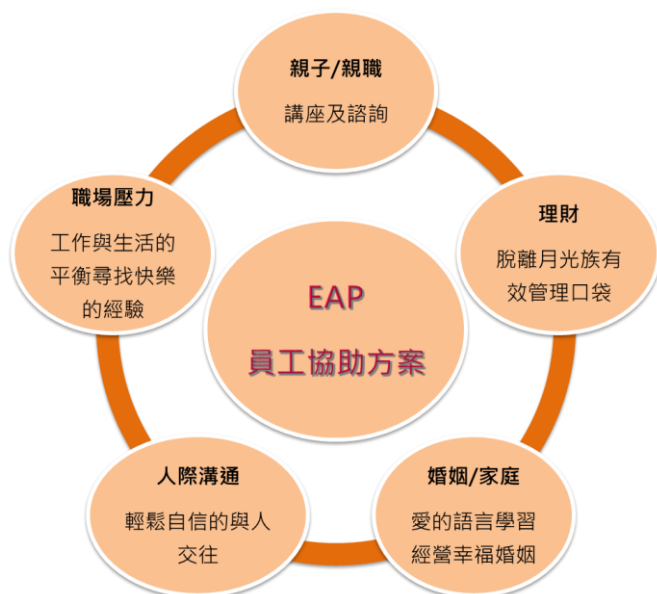 親子/親職
講座及諮詢
理財
脫離月光族有
效管理口袋
婚姻/家庭
愛的語言學習
經營幸福婚姻
人際溝通
輕鬆自信的與人
交往
職場壓力
工作與生活的
平衡尋找快樂
的經驗
EAP
員工協助方案